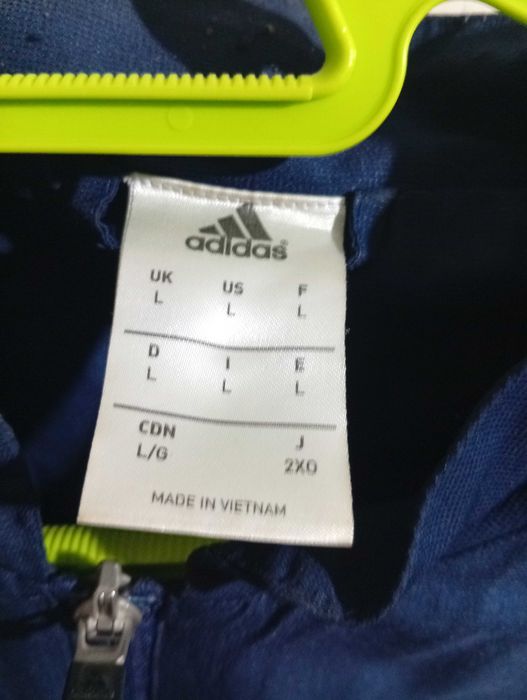 adidas®
UK US F
L L L
D I E
L L L
CDN J
L/G 2XO
MADE IN VIETNAM